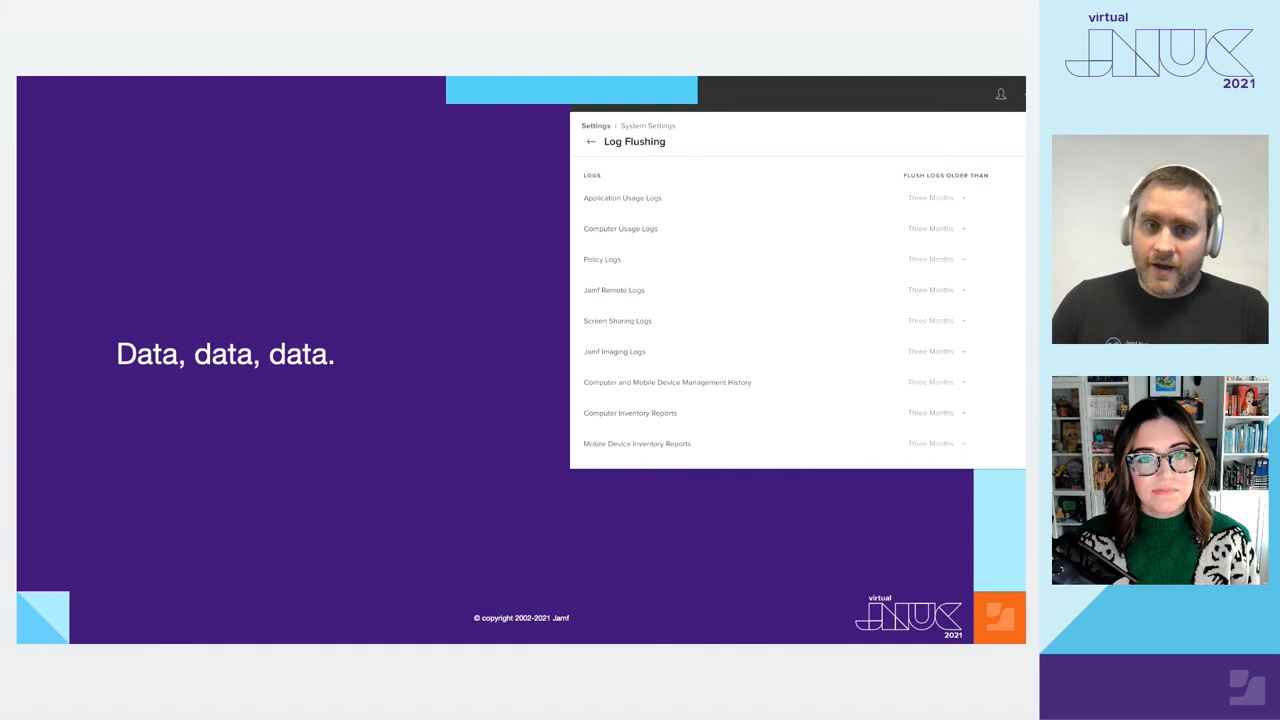 virtual
JNUC
2021
Settings : System Settings
← Log Flushing
LOGS FLUSH LOGS OLDER THAN
Application Usage Logs Three Months
Computer Usage Logs Three Months
Policy Logs Three Months
Jamf Remote Logs Three Months
Screen Sharing Logs Three Months
Jamf Imaging Logs Three Months
Computer and Mobile Device Management History Three Months
Computer Inventory Reports Three Months
Mobile Device Inventory Reports Three Months
Data, data, data.
© copyright 2002-2021 Jamf
virtual
JNUC
2021